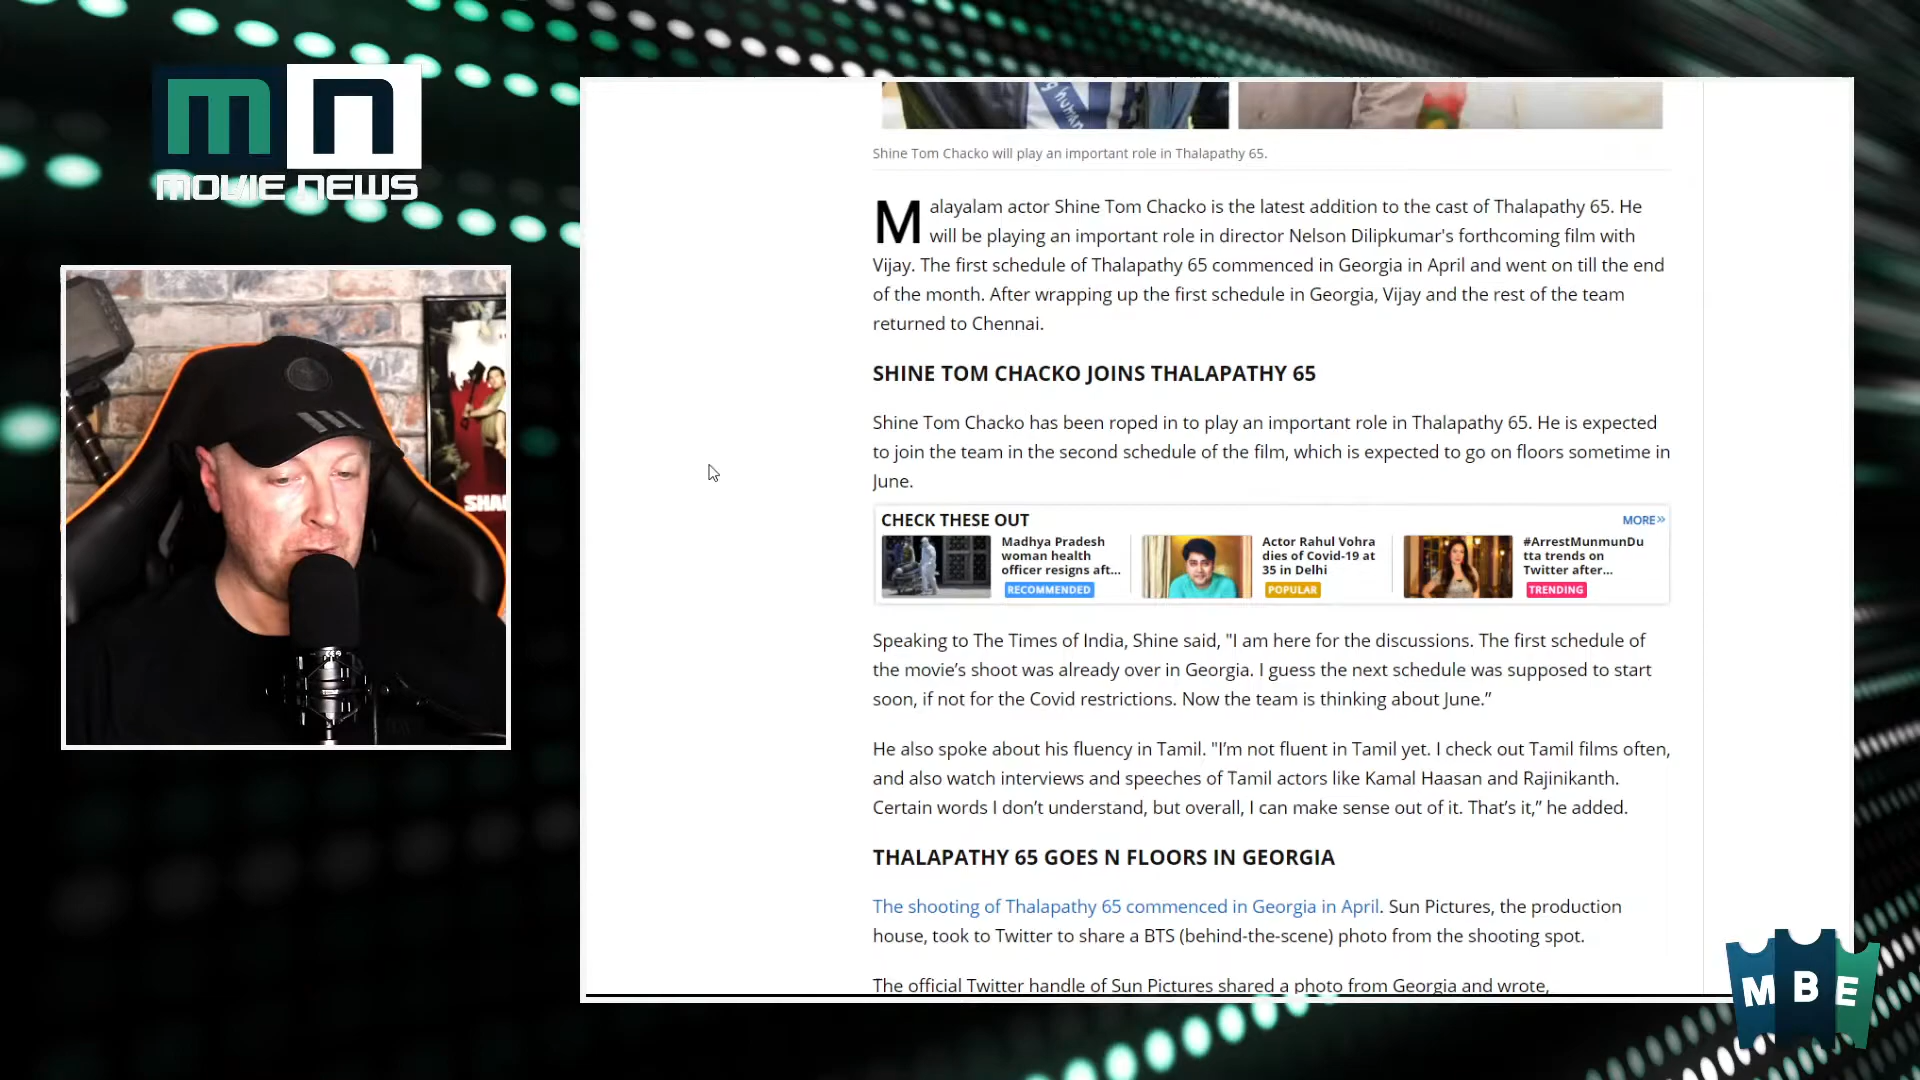 mn
MOVIE NEWS
SHA
Shine Tom Chacko will play an important role in Thalapathy 65.
Malayalam actor Shine Tom Chacko is the latest addition to the cast of Thalapathy 65. He
will be playing an important role in director Nelson Dilipkumar's forthcoming film with
Vijay. The first schedule of Thalapathy 65 commenced in Georgia in April and went on till the end
of the month. After wrapping up the first schedule in Georgia, Vijay and the rest of the team
returned to Chennai.
SHINE TOM CHACKO JOINS THALAPATHY 65
Shine Tom Chacko has been roped in to play an important role in Thalapathy 65. He is expected
to join the team in the second schedule of the film, which is expected to go on floors sometime in
June.
CHECK THESE OUT
MORE»
Madhya Pradesh
woman health
officer resigns aft...
RECOMMENDED
Actor Rahul Vohra
dies of Covid-19 at
35 in Delhi
POPULAR
#ArrestMunmunDu
tta trends on
Twitter after...
TRENDING
Speaking to The Times of India, Shine said, "I am here for the discussions. The first schedule of
the movie’s shoot was already over in Georgia. I guess the next schedule was supposed to start
soon, if not for the Covid restrictions. Now the team is thinking about June.”
He also spoke about his fluency in Tamil. "I’m not fluent in Tamil yet. I check out Tamil films often,
and also watch interviews and speeches of Tamil actors like Kamal Haasan and Rajinikanth.
Certain words I don’t understand, but overall, I can make sense out of it. That’s it,” he added.
THALAPATHY 65 GOES N FLOORS IN GEORGIA
The shooting of Thalapathy 65 commenced in Georgia in April. Sun Pictures, the production
house, took to Twitter to share a BTS (behind-the-scene) photo from the shooting spot.
The official Twitter handle of Sun Pictures shared a photo from Georgia and wrote,
MBE